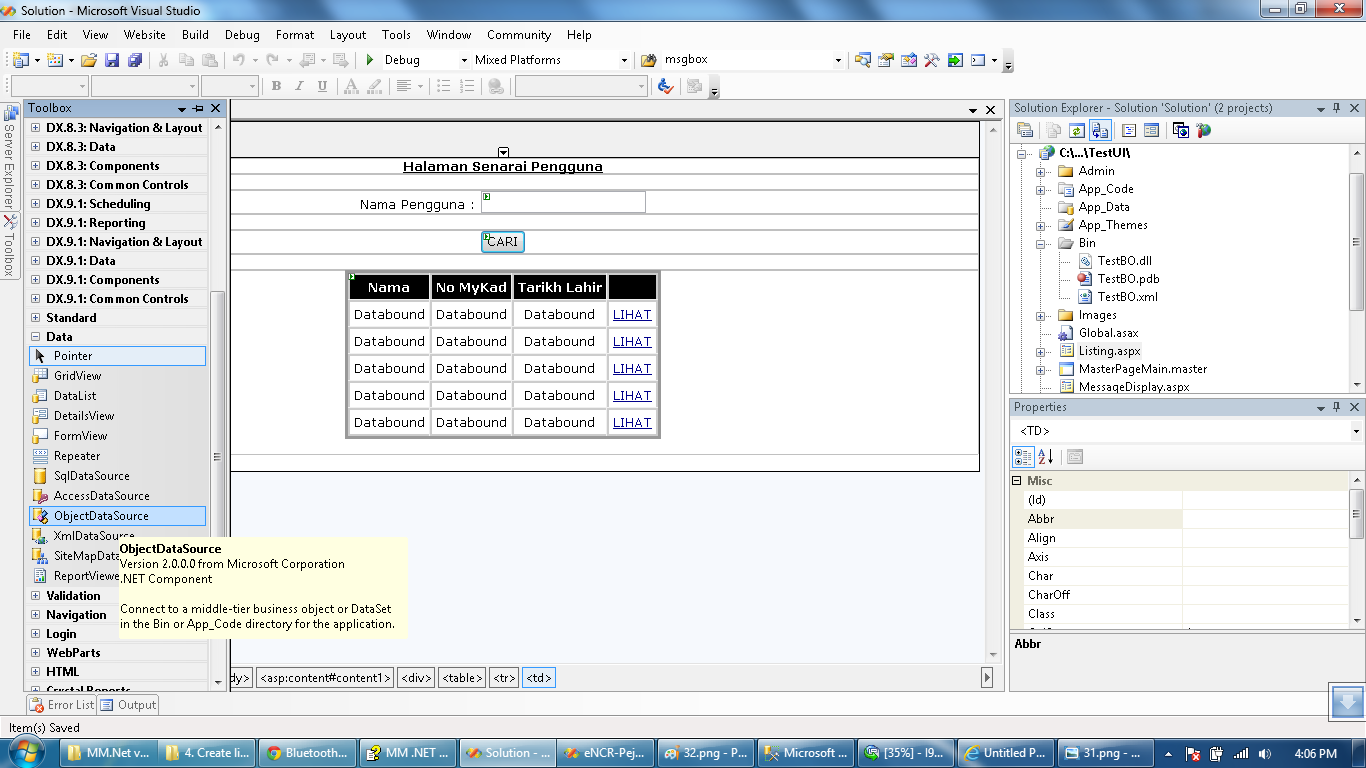 Solution - Microsoft Visual Studio
File Edit View Website Build Debug Format Layout Tools Window Community Help
Debug Mixed Platforms msgbox
B I U A
Toolbox
Server Explorer
Toolbox
DX.8.3: Navigation & Layout
DX.8.3: Data
DX.8.3: Components
DX.8.3: Common Controls
DX.9.1: Scheduling
DX.9.1: Reporting
DX.9.1: Navigation & Layout
DX.9.1: Data
DX.9.1: Components
DX.9.1: Common Controls
Standard
Data
Pointer
GridView
DataList
DetailsView
FormView
Repeater
SqlDataSource
AccessDataSource
ObjectDataSource
XmlDataSource
SiteMapData
ReportViewe
Validation
Navigation
Login
WebParts
HTML
Crystal Reports
ObjectDataSource
Version 2.0.0.0 from Microsoft Corporation
.NET Component
Connect to a middle-tier business object or DataSet
in the Bin or App_Code directory for the application.
Halaman Senarai Pengguna
Nama Pengguna :
CARI
Nama No MyKad Tarikh Lahir
Databound Databound Databound LIHAT
Databound Databound Databound LIHAT
Databound Databound Databound LIHAT
Databound Databound Databound LIHAT
Databound Databound Databound LIHAT
dy> <asp:content#content1> <div> <table> <tr> <td>
Solution Explorer - Solution 'Solution' (2 projects)
C:\...\TestUI\
Admin
App_Code
App_Data
App_Themes
Bin
TestBO.dll
TestBO.pdb
TestBO.xml
Images
Global.asax
Listing.aspx
MasterPageMain.master
MessageDisplay.aspx
Properties
<TD>
Misc
(Id)
Abbr
Align
Axis
Char
CharOff
Class
Abbr
Error List Output
Item(s) Saved
MM.Net v... 4. Create li... Bluetooth... MM .NET ... Solution - ... eNCR-Pej... 32.png - P... Microsoft ... [35%] - I9... Untitled P... 31.png - ... 4:06 PM